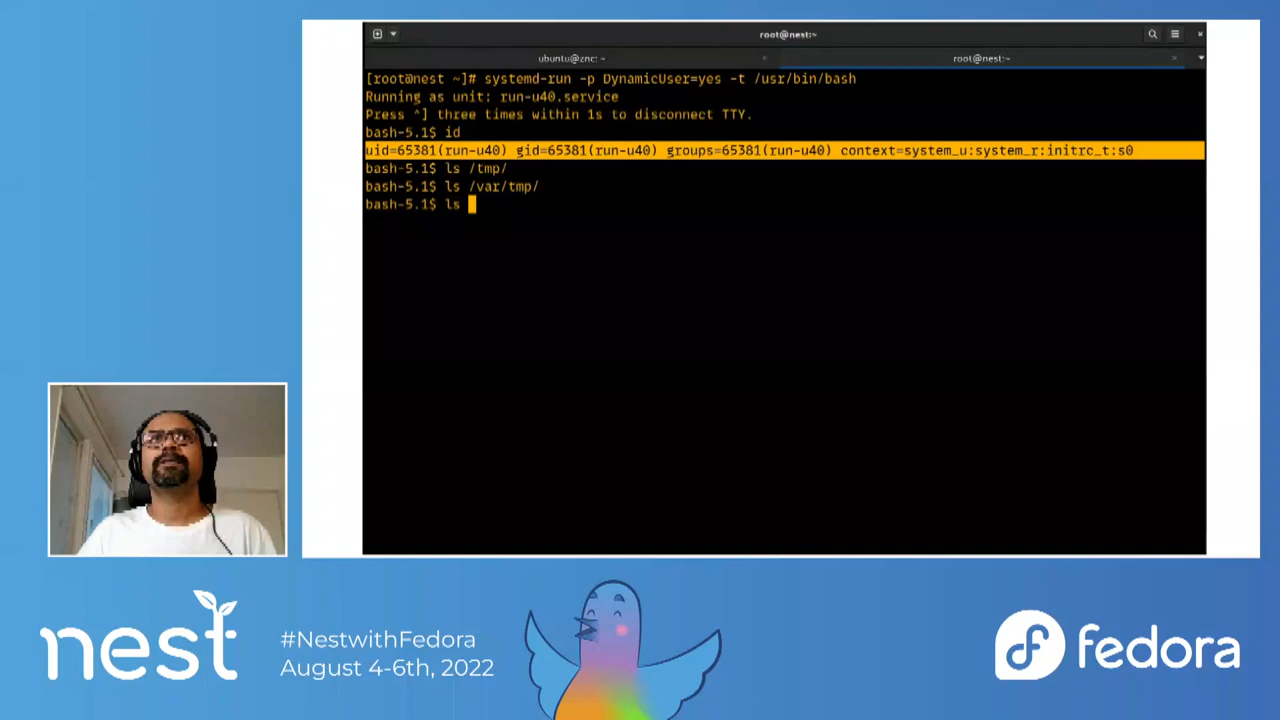 root@nest:~
ubuntu@znc: ~
root@nest:~
[root@nest ~]# systemd-run -p DynamicUser=yes -t /usr/bin/bash
Running as unit: run-u40.service
Press ^] three times within 1s to disconnect TTY.
bash-5.1$ id
uid=65381(run-u40) gid=65381(run-u40) groups=65381(run-u40) context=system_u:system_r:initrc_t:s0
bash-5.1$ ls /tmp/
bash-5.1$ ls /var/tmp/
bash-5.1$ ls
nest
#NestwithFedora
August 4-6th, 2022
fedora